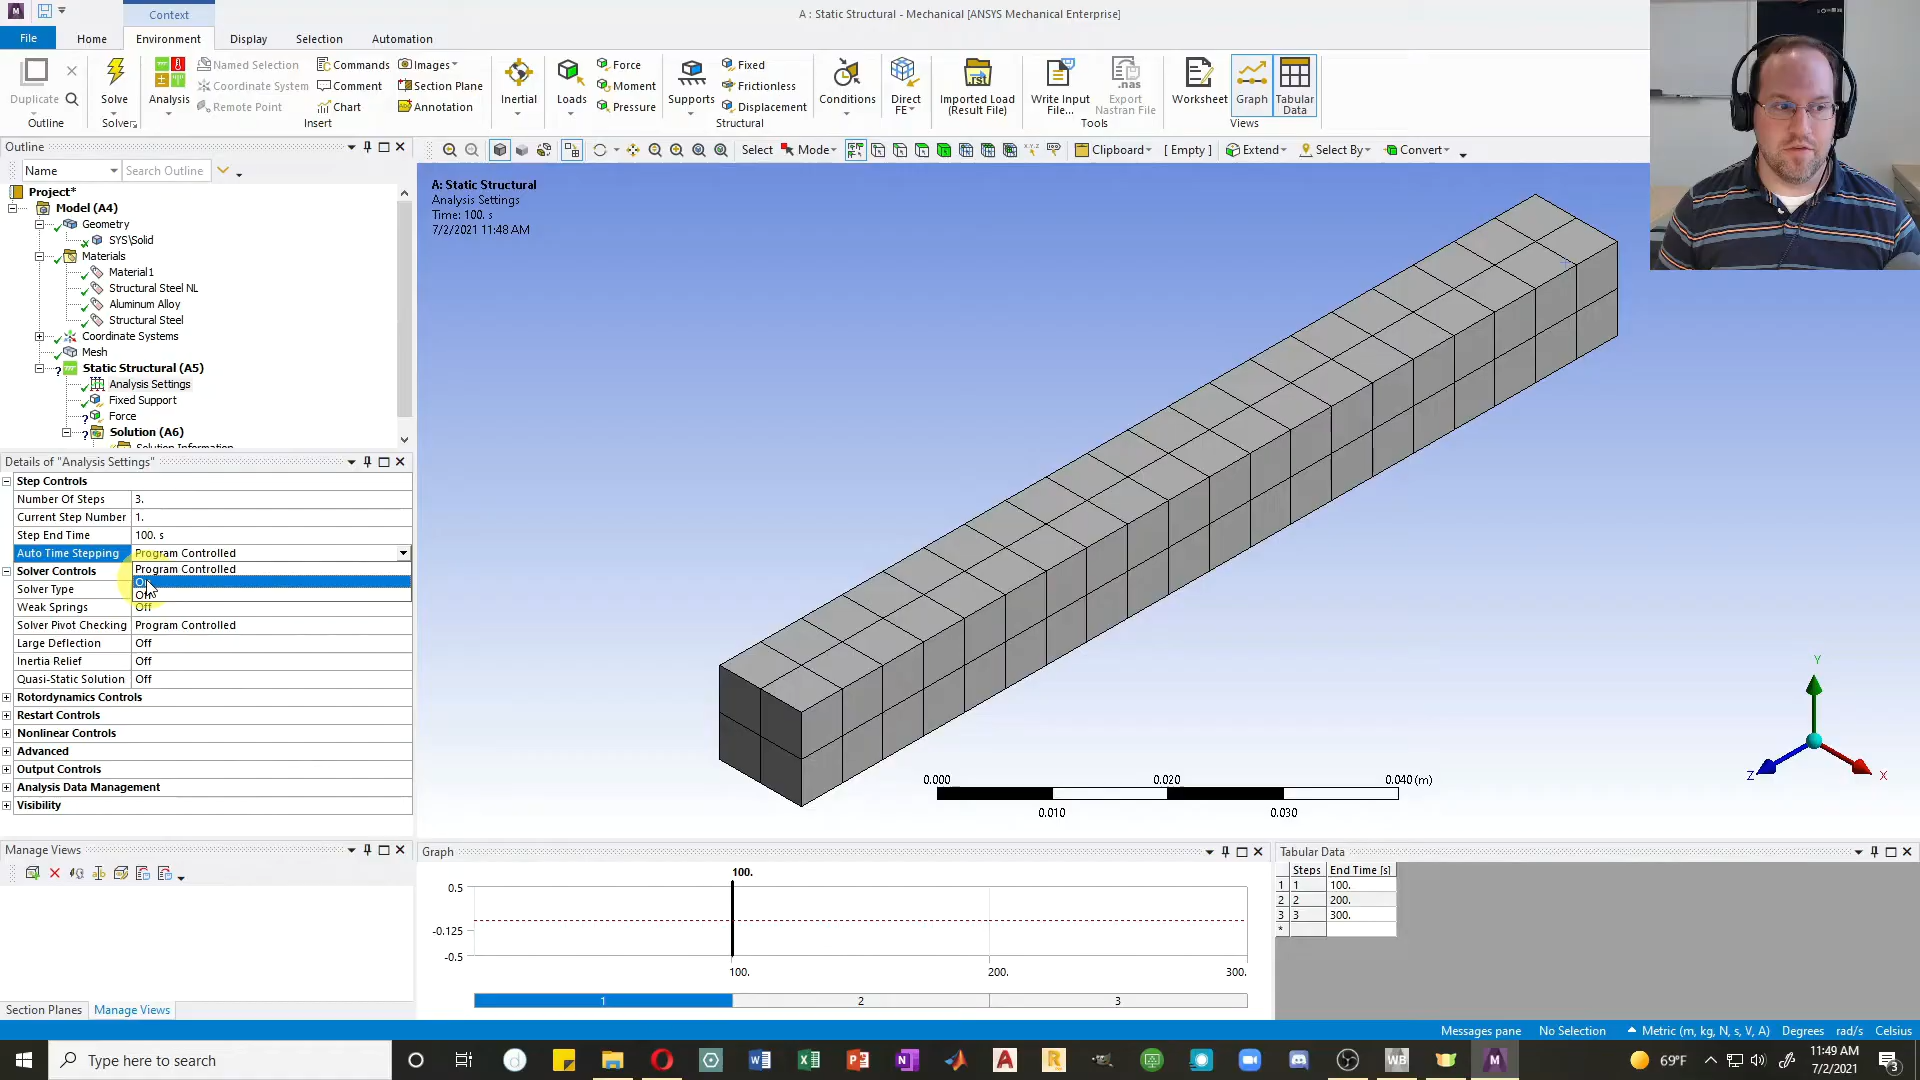 Context
A : Static Structural - Mechanical [ANSYS Mechanical Enterprise]
File
Home
Environment
Display
Selection
Automation
Duplicate
Outline
Solve
Solver
Analysis
Named Selection
Coordinate System
Remote Point
Commands
Comment
Chart
Images
Section Plane
Annotation
Insert
Inertial
Loads
Force
Moment
Pressure
Supports
Fixed
Frictionless
Displacement
Structural
Conditions
Direct
FE
Imported Load
(Result File)
Write Input
File...
Export
Nastran File
Tools
Worksheet
Graph
Tabular
Data
Views
Outline
Name
Search Outline
Select
Mode
Clipboard
[ Empty ]
Extend
Select By
Convert
Project*
Model (A4)
Geometry
SYS\Solid
Materials
Material1
Structural Steel NL
Aluminum Alloy
Structural Steel
Coordinate Systems
Mesh
Static Structural (A5)
Analysis Settings
Fixed Support
Force
Solution (A6)
Solution Information
A: Static Structural
Analysis Settings
Time: 100. s
7/2/2021 11:48 AM
Details of "Analysis Settings"
Step Controls
Number Of Steps 3.
Current Step Number 1.
Step End Time 100. s
Auto Time Stepping Program Controlled
Program Controlled
Solver Controls
Solver Type
Off
Weak Springs Off
Solver Pivot Checking Program Controlled
Large Deflection Off
Inertia Relief Off
Quasi-Static Solution Off
Rotordynamics Controls
Restart Controls
Nonlinear Controls
Advanced
Output Controls
Analysis Data Management
Visibility
0.000 0.020 0.040 (m)
0.010 0.030
Y
Z
X
Manage Views
Section Planes
Manage Views
Graph
100.
0.5
-0.125
-0.5
100. 200. 300.
1 2 3
Tabular Data
Steps End Time [s]
1 1 100.
2 2 200.
3 3 300.
*
Messages pane
No Selection
Metric (m, kg, N, s, V, A)
Degrees
rad/s
Celsius
Type here to search
69°F
11:49 AM
7/2/2021
3